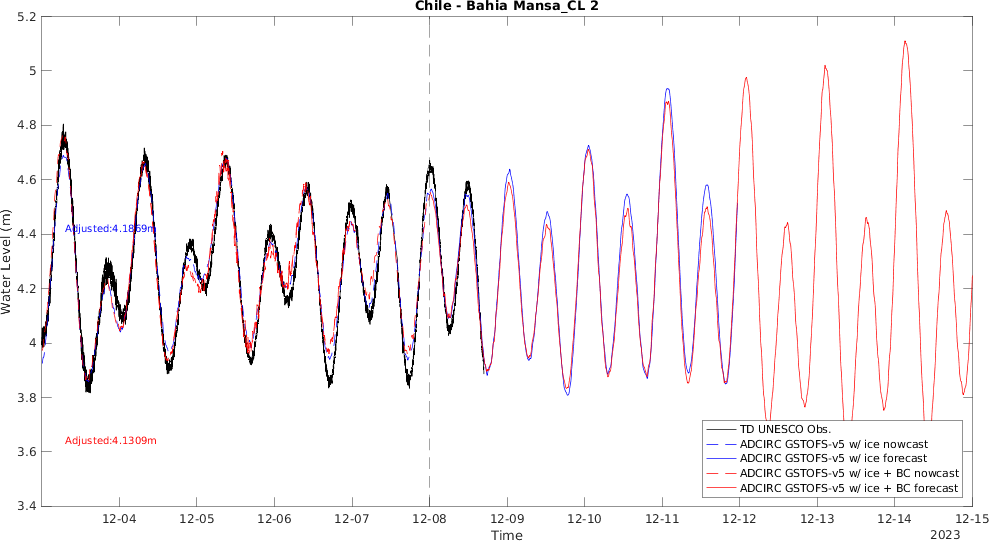 Chile - Bahia Mansa_CL 2
5.2
5
4.8
4.6
4.4
4.2
4
3.8
3.6
3.4
Water Level (m)
Adjusted:4.1869m
Adjusted:4.1309m
TD UNESCO Obs.
ADCIRC GSTOFS-v5 w/ ice nowcast
ADCIRC GSTOFS-v5 w/ ice forecast
ADCIRC GSTOFS-v5 w/ ice + BC nowcast
ADCIRC GSTOFS-v5 w/ ice + BC forecast
12-04 12-05 12-06 12-07 12-08 12-09 12-10 12-11 12-12 12-13 12-14 12-15
Time
2023